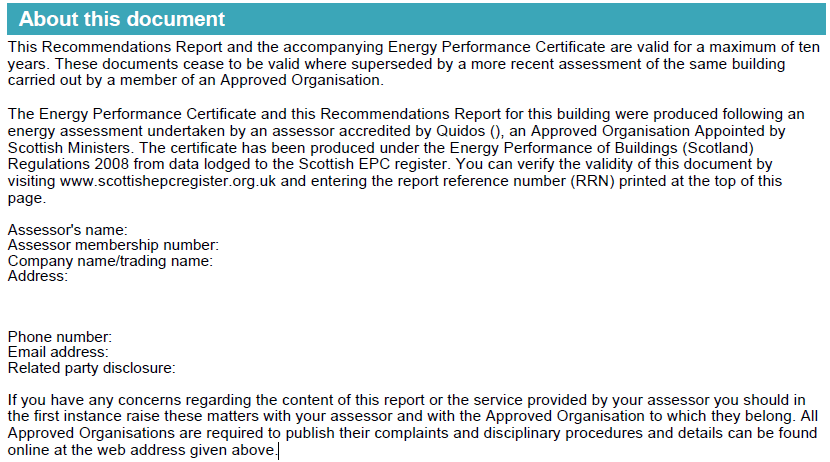 About this document
This Recommendations Report and the accompanying Energy Performance Certificate are valid for a maximum of ten
years. These documents cease to be valid where superseded by a more recent assessment of the same building
carried out by a member of an Approved Organisation.
The Energy Performance Certificate and this Recommendations Report for this building were produced following an
energy assessment undertaken by an assessor accredited by Quidos (), an Approved Organisation Appointed by
Scottish Ministers. The certificate has been produced under the Energy Performance of Buildings (Scotland)
Regulations 2008 from data lodged to the Scottish EPC register. You can verify the validity of this document by
visiting www.scottishepcregister.org.uk and entering the report reference number (RRN) printed at the top of this
page.
Assessor's name:
Assessor membership number:
Company name/trading name:
Address:
Phone number:
Email address:
Related party disclosure:
If you have any concerns regarding the content of this report or the service provided by your assessor you should in
the first instance raise these matters with your assessor and with the Approved Organisation to which they belong. All
Approved Organisations are required to publish their complaints and disciplinary procedures and details can be found
online at the web address given above.